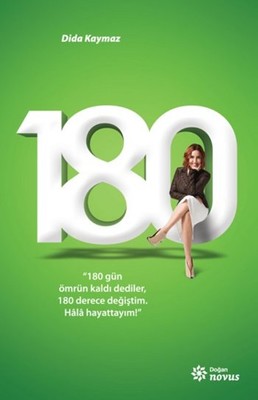 Dida Kaymaz
180
"180 gün
ömrün kaldı dediler,
180 derece değiştim.
Hâlâ hayattayım!"
Doğan
novus